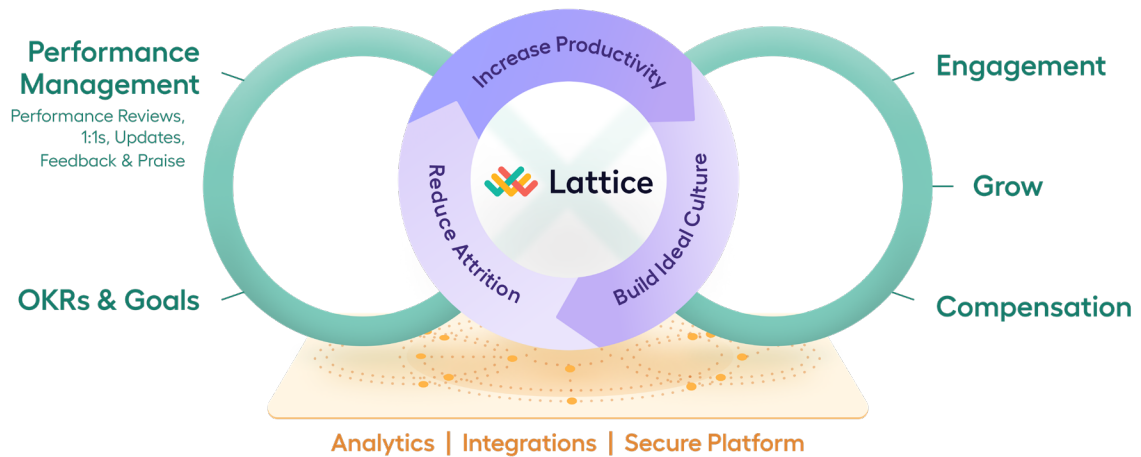 Performance
Management
Performance Reviews,
1:1s, Updates,
Feedback & Praise
OKRs & Goals
Increase Productivity
Reduce Attrition
Lattice
Build Ideal Culture
Engagement
Grow
Compensation
Analytics | Integrations | Secure Platform